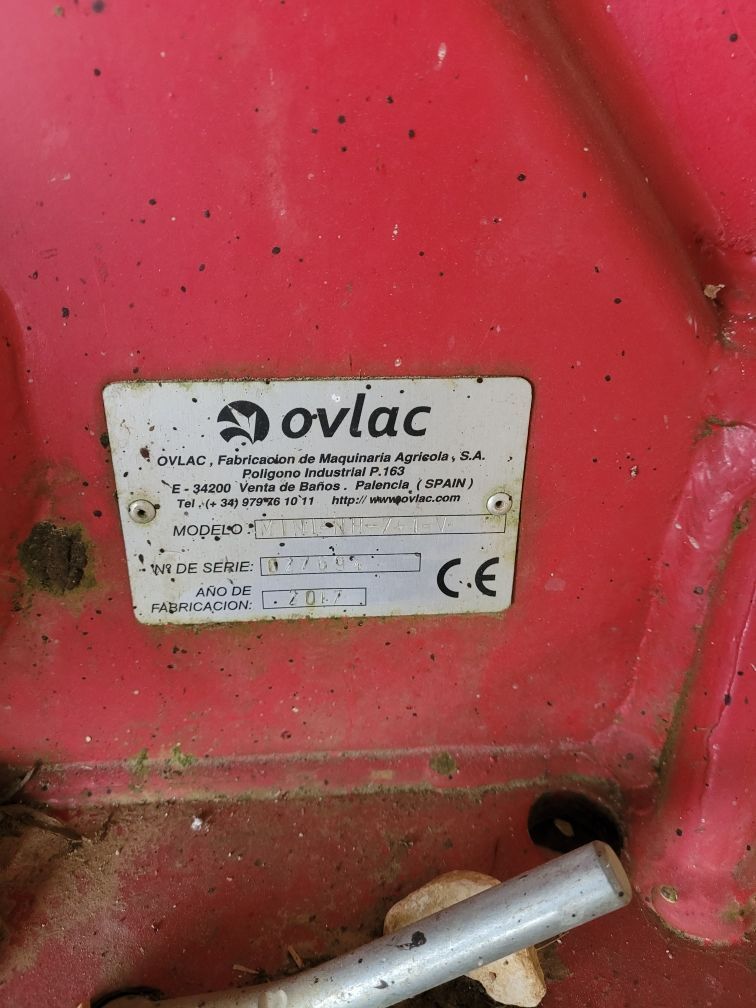 ovlac
OVLAC , Fabricacion de Maquinaria Agricola , S.A.
Poligono Industrial P.163
E - 34200 Venta de Baños . Palencia ( SPAIN )
Tel . (+ 34) 979 76 10 11 http:// www.ovlac.com
MODELO :
Nº DE SERIE:
AÑO DE
FABRICACION: 2017
CE